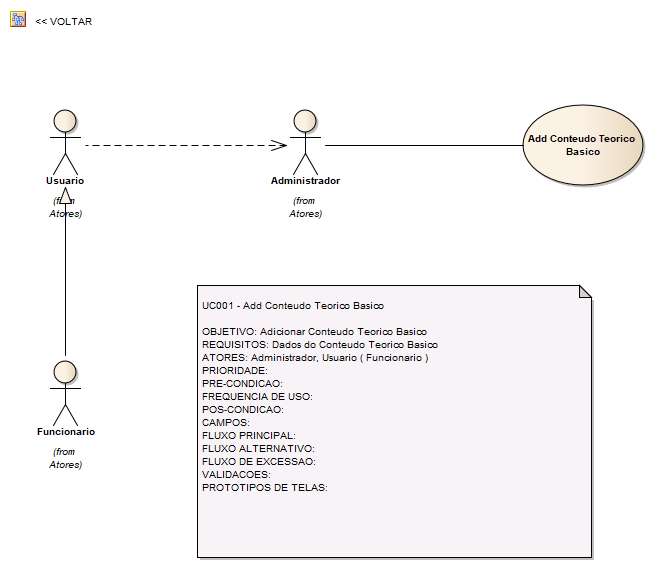 << VOLTAR
Add Conteudo Teorico
Basico
Usuario
(from
Atores)
Administrador
(from
Atores)
UC001 - Add Conteudo Teorico Basico
OBJETIVO: Adicionar Conteudo Teorico Basico
REQUISITOS: Dados do Conteudo Teorico Basico
ATORES: Administrador, Usuario ( Funcionario )
PRIORIDADE:
PRE-CONDICAO:
FREQUENCIA DE USO:
POS-CONDICAO:
CAMPOS:
FLUXO PRINCIPAL:
FLUXO ALTERNATIVO:
FLUXO DE EXCESSAO:
VALIDACOES:
PROTOTIPOS DE TELAS:
Funcionario
(from
Atores)